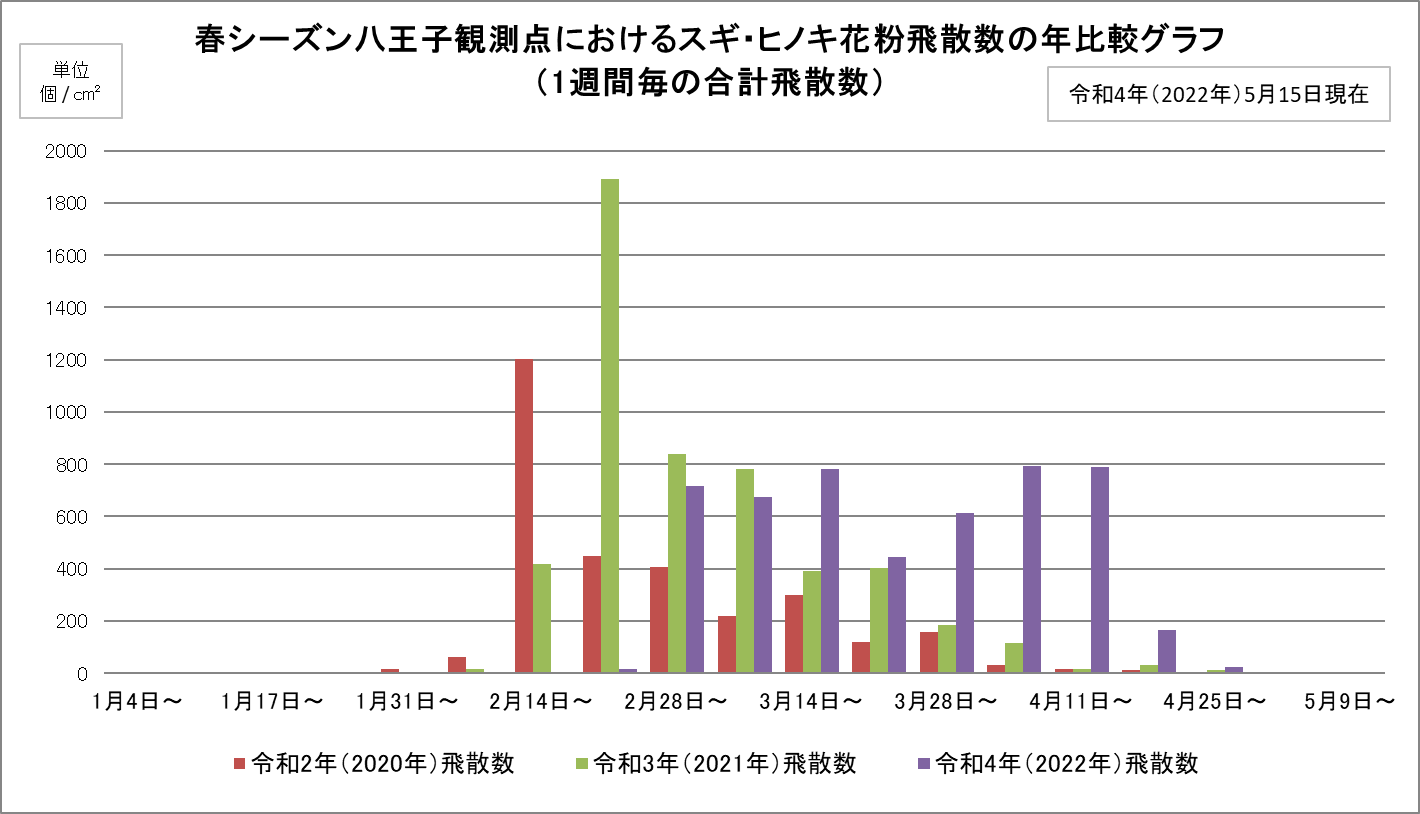 春シーズン八王子観測点におけるスギ・ヒノキ花粉飛散数の年比較グラフ
（1週間毎の合計飛散数）
単位
個/c㎡
令和4年（2022年）5月15日現在
2000
1800
1600
1400
1200
1000
800
600
400
200
0
1月4日～ 1月17日～ 1月31日～ 2月14日～ 2月28日～ 3月14日～ 3月28日～ 4月11日～ 4月25日～ 5月9日～
令和2年（2020年）飛散数 令和3年（2021年）飛散数 令和4年（2022年）飛散数